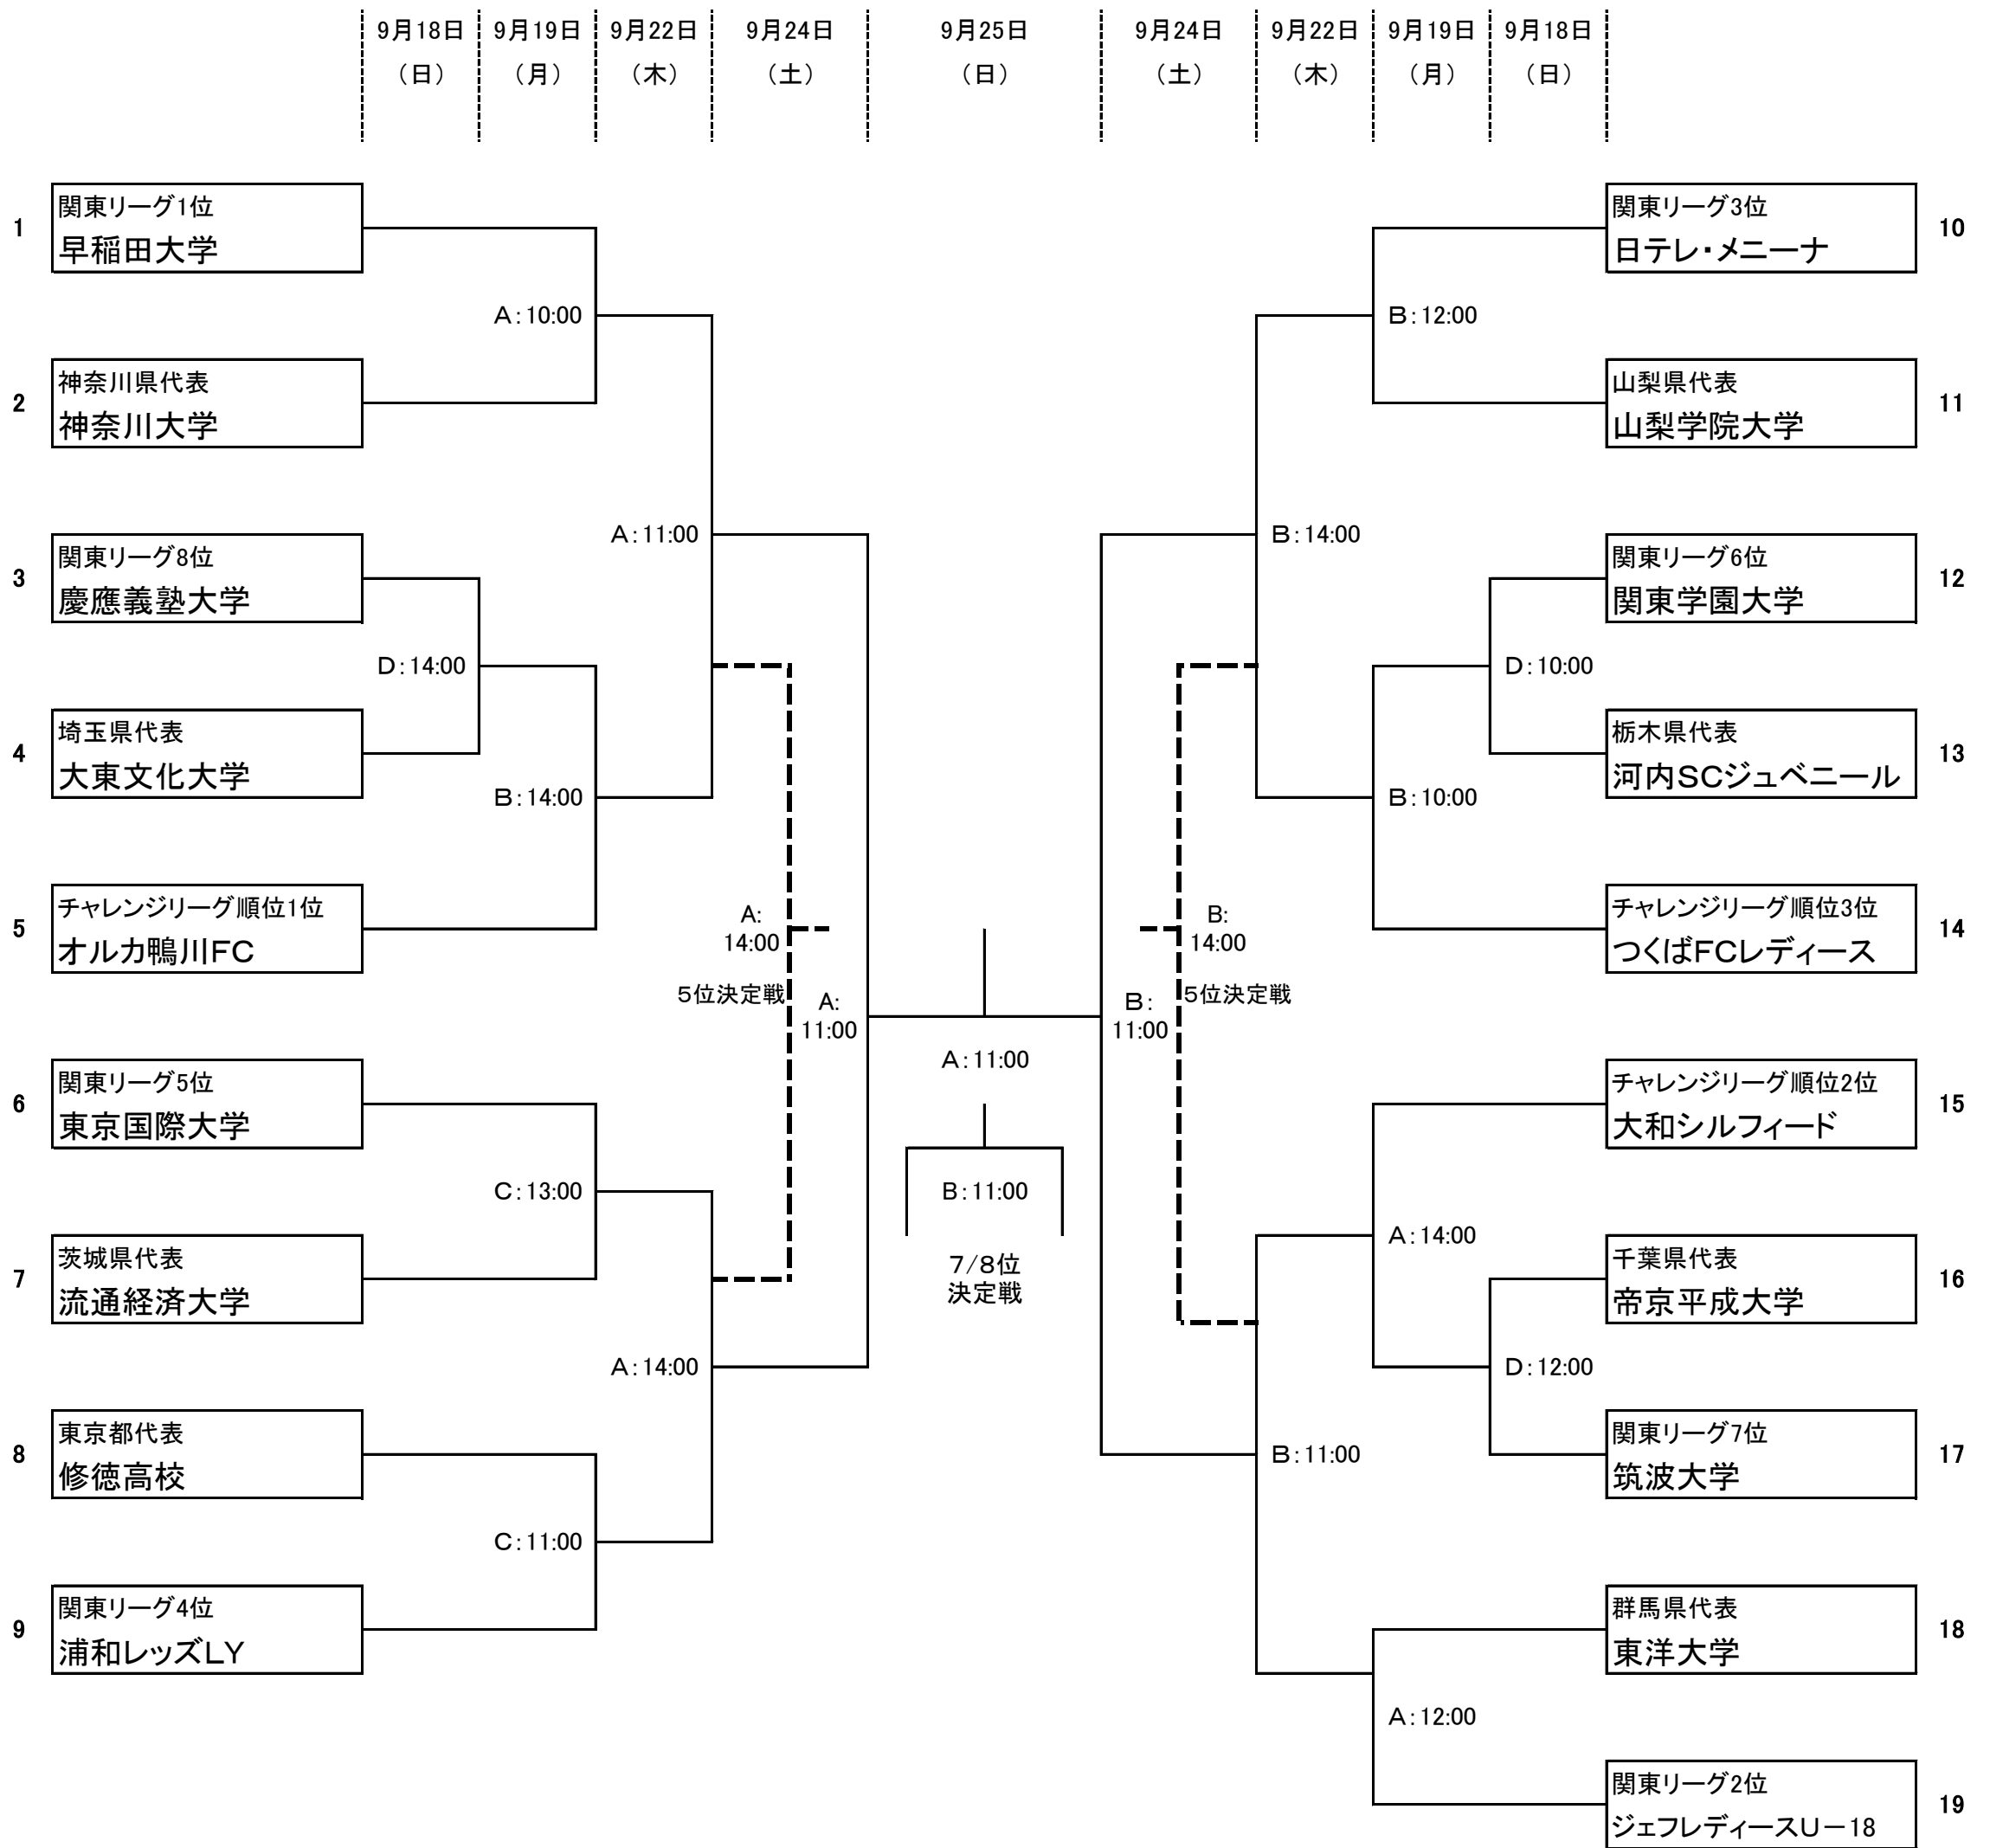 9月18日 9月19日 9月22日 9月24日 9月25日 9月24日 9月22日 9月19日 9月18日
（日） （月） （木） （土） （日） （土） （木） （月） （日）
関東リーグ1位
1
早稲田大学
関東リーグ3位
日テレ・メニーナ
10
A：10:00
B：12:00
神奈川県代表
2
神奈川大学
山梨県代表
山梨学院大学
11
A：11:00
B：14:00
関東リーグ8位
3
慶應義塾大学
関東リーグ6位
関東学園大学
12
D：14:00
D：10:00
埼玉県代表
4
大東文化大学
栃木県代表
河内SCジュベニール
13
B：14:00
B：10:00
チャレンジリーグ順位1位
5
オルカ鴨川FC
A:
14:00
5位決定戦
B:
14:00
5位決定戦
チャレンジリーグ順位3位
つくばFCレディース
14
A:
11:00
B：
11:00
A：11:00
関東リーグ5位
6
東京国際大学
チャレンジリーグ順位2位
大和シルフィード
15
C：13:00
B：11:00
7/8位
決定戦
A：14:00
茨城県代表
7
流通経済大学
千葉県代表
帝京平成大学
16
A：14:00
D：12:00
東京都代表
8
修徳高校
B：11:00
関東リーグ7位
筑波大学
17
C：11:00
関東リーグ4位
9
浦和レッズLY
群馬県代表
東洋大学
18
A：12:00
関東リーグ2位
ジェフレディースU－18
19